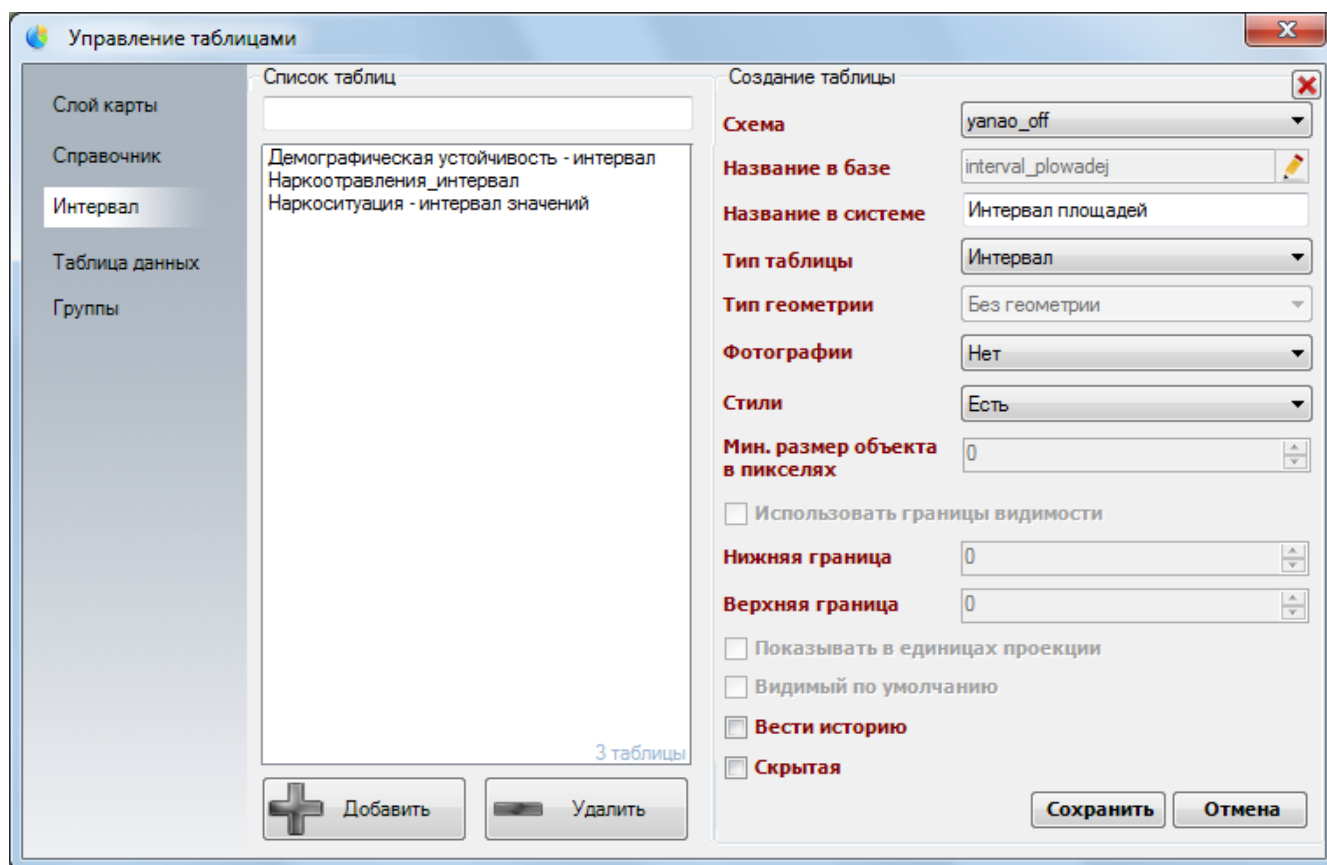 Управление таблицами
Слой карты
Справочник
Интервал
Таблица данных
Группы
Список таблиц
Демографическая устойчивость - интервал
Наркоотравления_интервал
Наркоситуация - интервал значений
3 таблицы
Добавить
Удалить
Создание таблицы
Схема
yanao_off
Название в базе
interval_plowadej
Название в системе
Интервал площадей
Тип таблицы
Интервал
Тип геометрии
Без геометрии
Фотографии
Нет
Стили
Есть
Мин. размер объекта
в пикселях
0
Использовать границы видимости
Нижняя граница
0
Верхняя граница
0
Показывать в единицах проекции
Видимый по умолчанию
Вести историю
Скрытая
Сохранить
Отмена